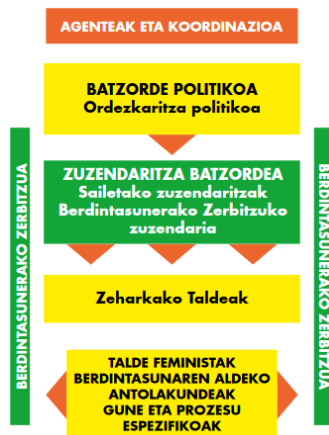 AGENTEAK ETA KOORDINAZIOA
BATZORDE POLITIKOA
Ordezkaritza politikoa
ZUZENDARITZA BATZORDEA
Sailetako zuzendaritzak
Berdintasunerako Zerbitzuko
zuzendaria
Zeharkako Taldeak
TALDE FEMINISTAK
BERDINTASUNAREN ALDEKO
ANTOLAKUNDEAK
GUNE ETA PROZESU
ESPEZIFIKOAK
BERDINTASUNERAKO ZERBITZUA
BERDINTASUNERAKO ZERBITZUA